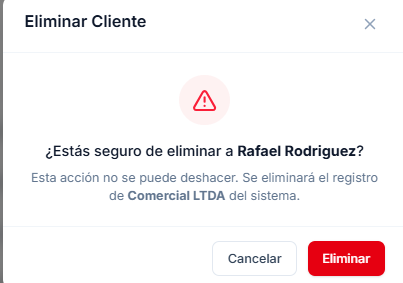 Eliminar Cliente
¿Estás seguro de eliminar a Rafael Rodriguez?
Esta acción no se puede deshacer. Se eliminará el registro
de Comercial LTDA del sistema.
Cancelar
Eliminar